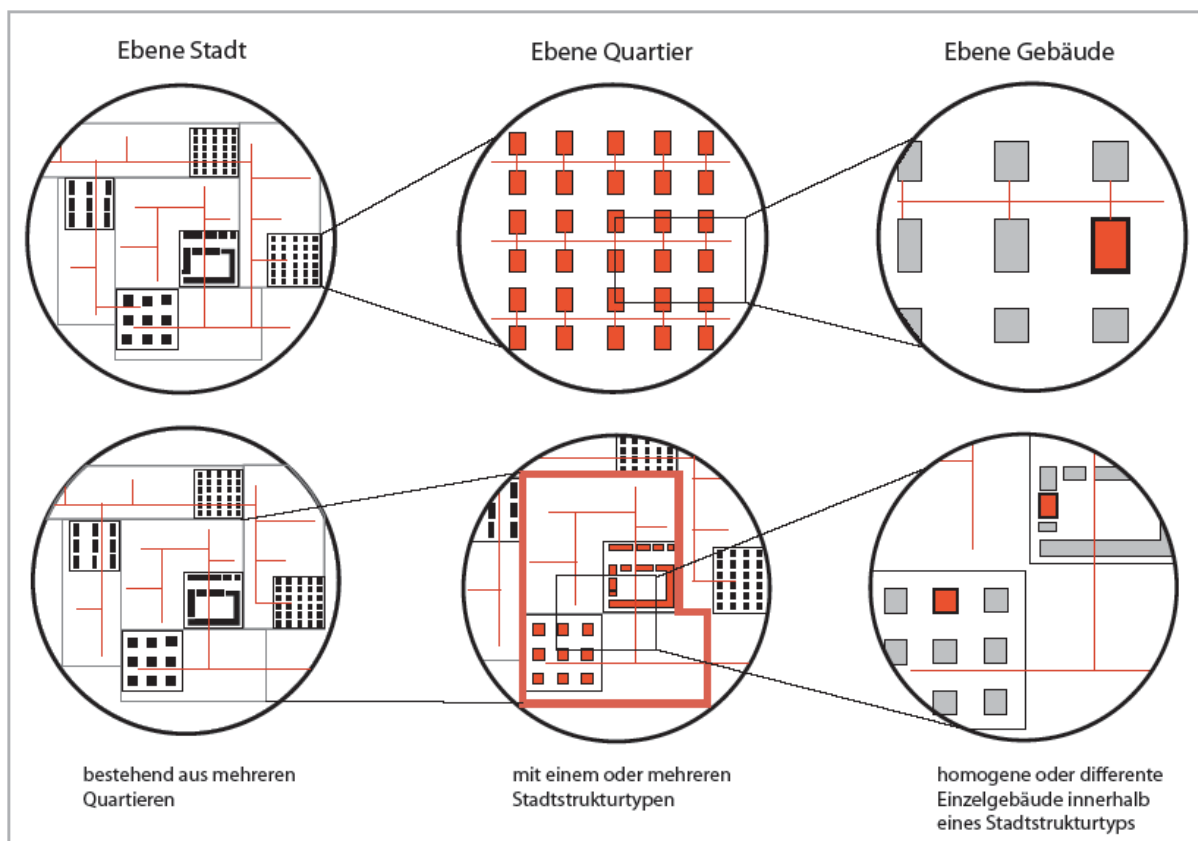 Ebene Stadt
Ebene Quartier
Ebene Gebäude
bestehend aus mehreren
Quartieren
mit einem oder mehreren
Stadtstrukturtypen
homogene oder differente
Einzelgebäude innerhalb
eines Stadtstrukturtyps